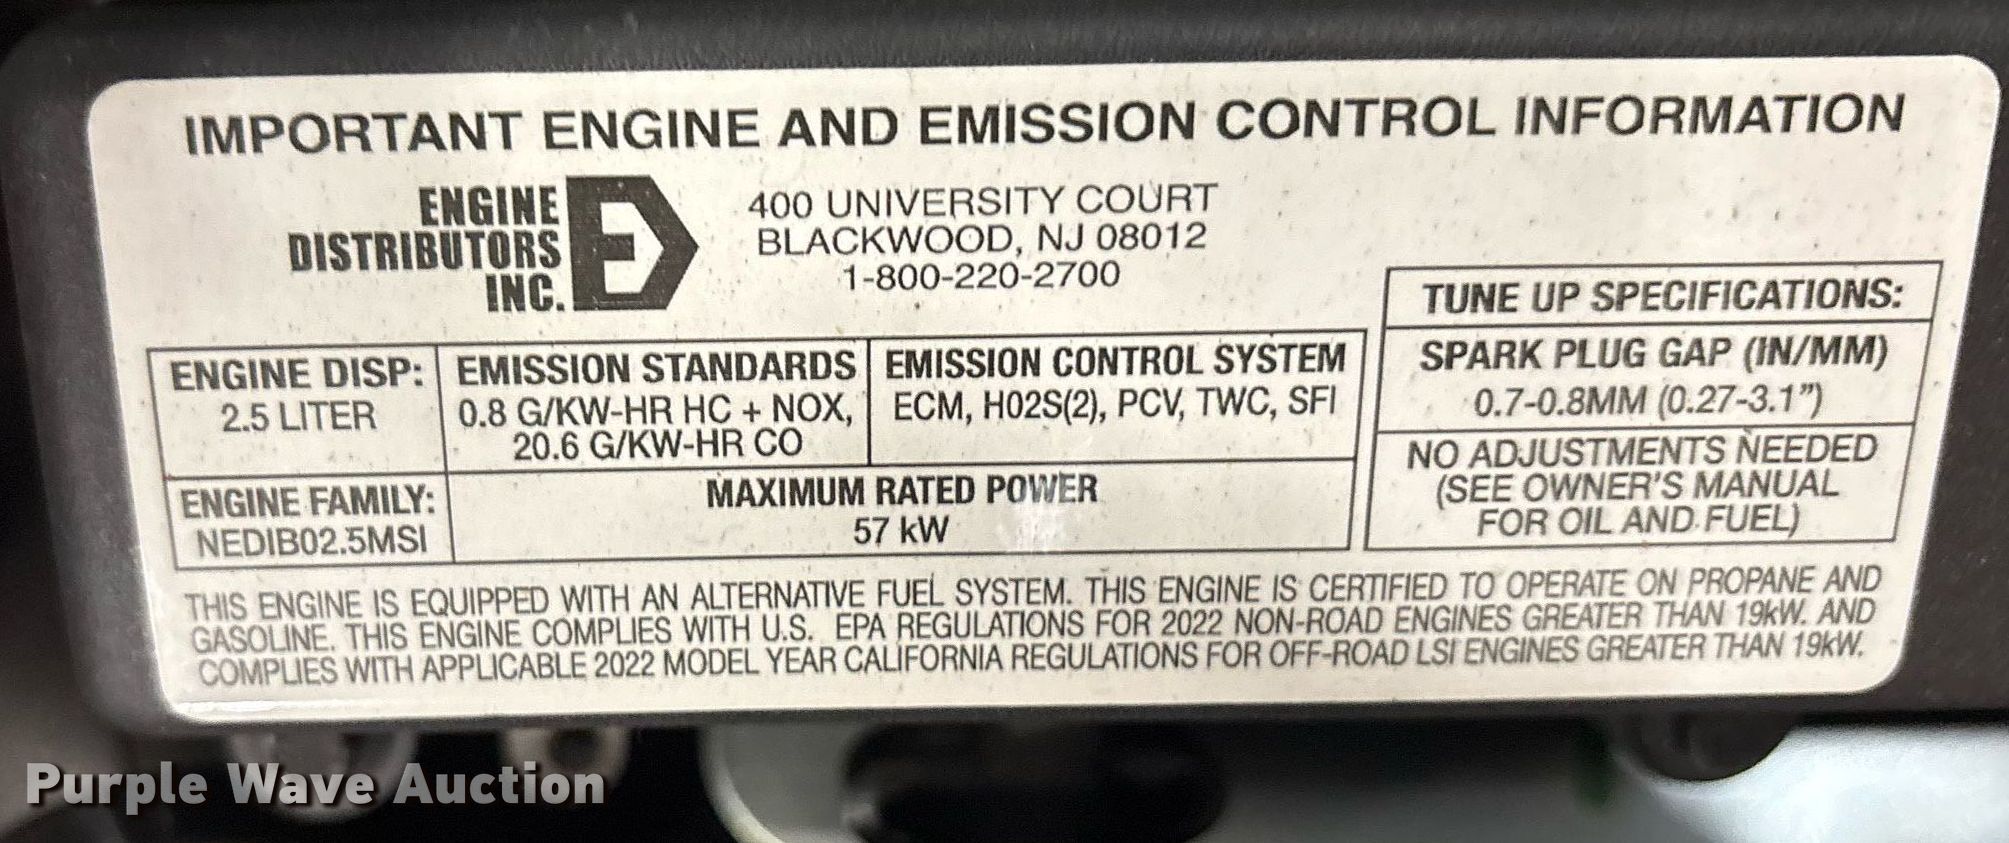 IMPORTANT ENGINE AND EMISSION CONTROL INFORMATION
ENGINE
DISTRIBUTORS
INC.
E
400 UNIVERSITY COURT
BLACKWOOD, NJ 08012
1-800-220-2700
ENGINE DISP:
2.5 LITER
EMISSION STANDARDS
0.8 G/KW-HR HC + NOX,
20.6 G/KW-HR CO
EMISSION CONTROL SYSTEM
ECM, H02S(2), PCV, TWC, SFI
ENGINE FAMILY:
NEDIB02.5MSI
MAXIMUM RATED POWER
57 kW
TUNE UP SPECIFICATIONS:
SPARK PLUG GAP (IN/MM)
0.7-0.8MM (0.27-3.1")
NO ADJUSTMENTS NEEDED
(SEE OWNER'S MANUAL
FOR OIL AND FUEL)
THIS ENGINE IS EQUIPPED WITH AN ALTERNATIVE FUEL SYSTEM. THIS ENGINE IS CERTIFIED TO OPERATE ON PROPANE AND
GASOLINE. THIS ENGINE COMPLIES WITH U.S. EPA REGULATIONS FOR 2022 NON-ROAD ENGINES GREATER THAN 19kW. AND
COMPLIES WITH APPLICABLE 2022 MODEL YEAR CALIFORNIA REGULATIONS FOR OFF-ROAD LSI ENGINES GREATER THAN 19kW.
Purple Wave Auction